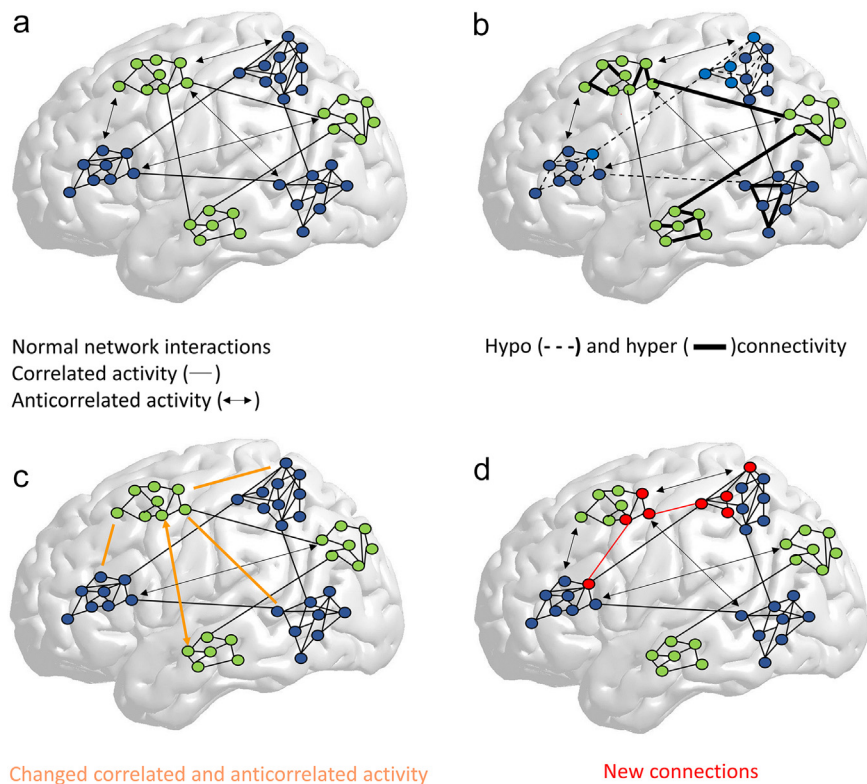 a
b
Normal network interactions
Correlated activity (—)
Anticorrelated activity (↔)
Hypo (- - -) and hyper ( — )connectivity
c
d
Changed correlated and anticorrelated activity
New connections